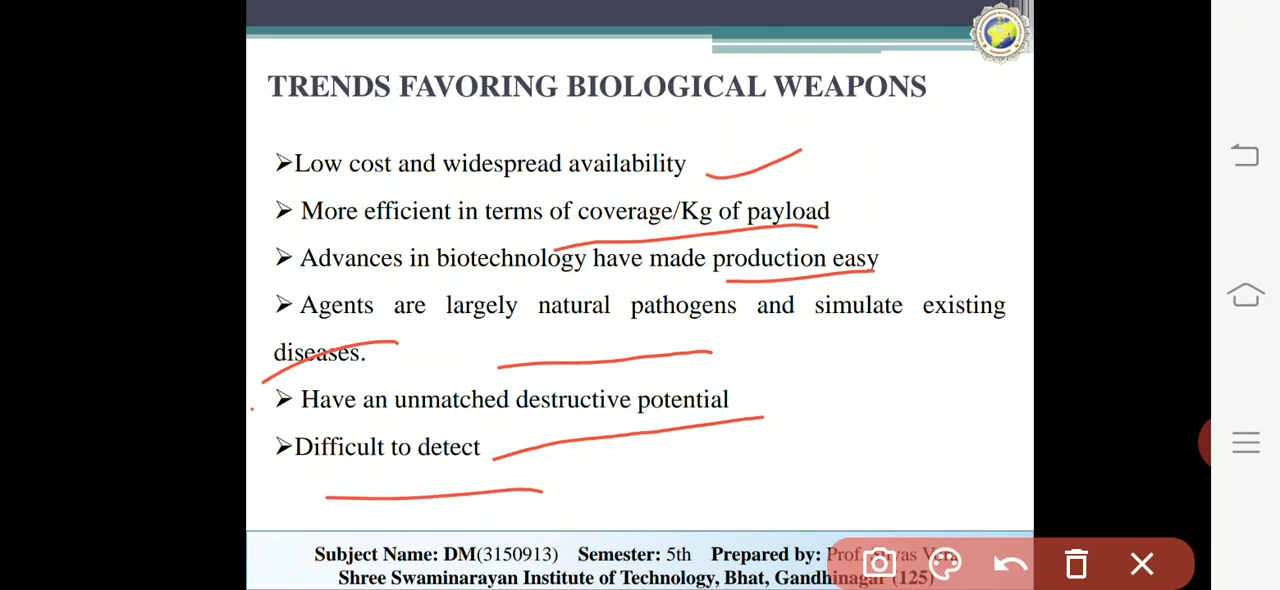 TRENDS FAVORING BIOLOGICAL WEAPONS
➢Low cost and widespread availability
➢ More efficient in terms of coverage/Kg of payload
➢ Advances in biotechnology have made production easy
➢ Agents are largely natural pathogens and simulate existing
diseases.
➢ Have an unmatched destructive potential
➢Difficult to detect
Subject Name: DM(3150913) Semester: 5th Prepared by: Prof.
Shree Swaminarayan Institute of Technology, Bhat, Gandhinagar (125)